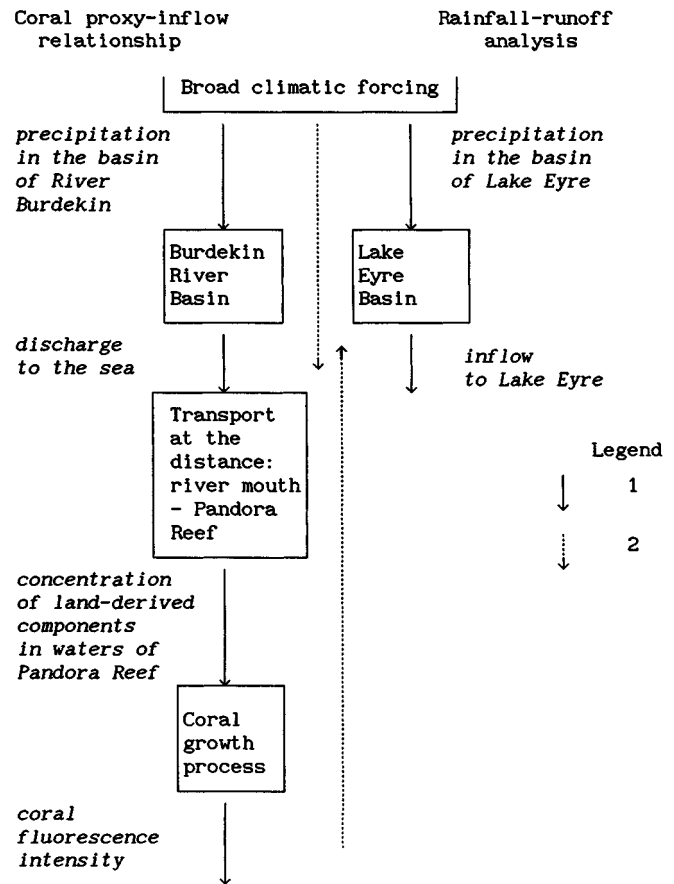 Coral proxy-inflow
relationship
Rainfall-runoff
analysis
Broad climatic forcing
precipitation
in the basin
of River
Burdekin
precipitation
in the basin
of Lake Eyre
Burdekin
River
Basin
Lake
Eyre
Basin
discharge
to the sea
inflow
to Lake Eyre
Transport
at the
distance:
river mouth
- Pandora
Reef
Legend
1
2
concentration
of land-derived
components
in waters of
Pandora Reef
Coral
growth
process
coral
fluorescence
intensity